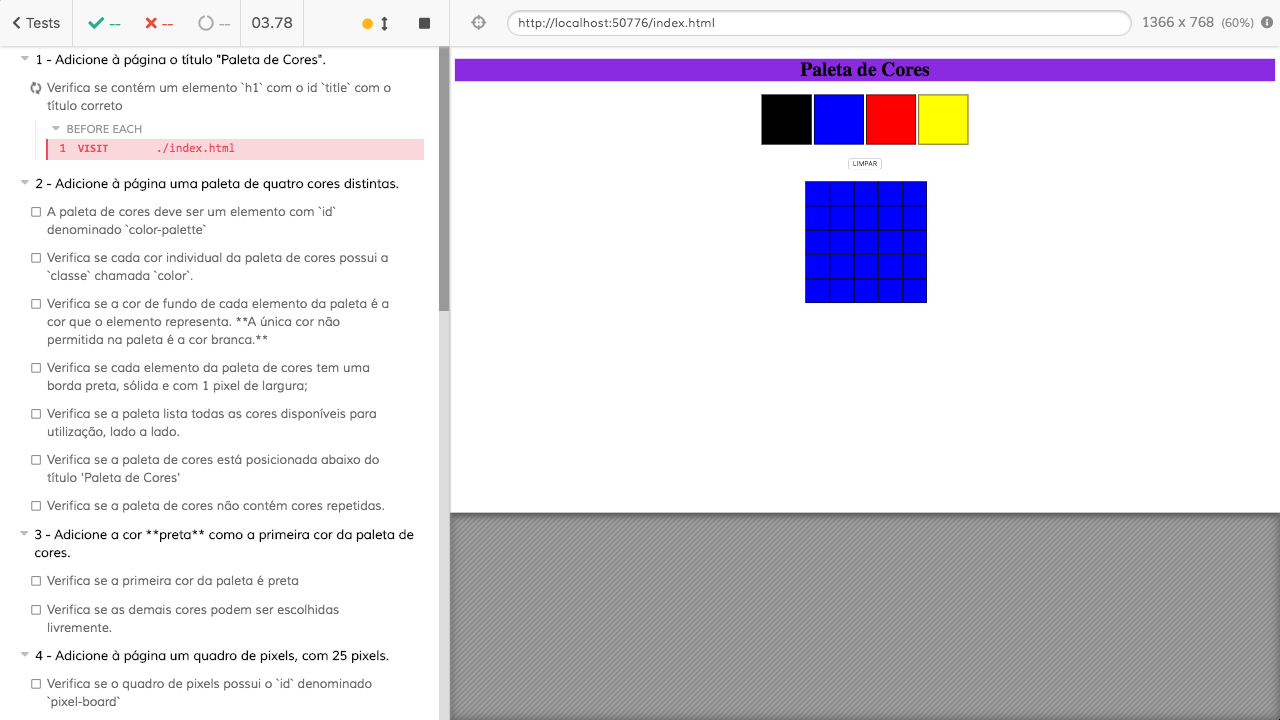 Tests
--
--
--
03.78
http://localhost:50776/index.html
1366 x 768 (60%)
1 - Adicione à página o título "Paleta de Cores".
Verifica se contém um elemento `h1` com o id `title` com o
título correto
BEFORE EACH
1 VISIT ./index.html
2 - Adicione à página uma paleta de quatro cores distintas.
A paleta de cores deve ser um elemento com `id`
denominado `color-palette`
Verifica se cada cor individual da paleta de cores possui a
`classe` chamada `color`.
Verifica se a cor de fundo de cada elemento da paleta é a
cor que o elemento representa. **A única cor não
permitida na paleta é a cor branca.**
Verifica se cada elemento da paleta de cores tem uma
borda preta, sólida e com 1 pixel de largura;
Verifica se a paleta lista todas as cores disponíveis para
utilização, lado a lado.
Verifica se a paleta de cores está posicionada abaixo do
título 'Paleta de Cores'
Verifica se a paleta de cores não contém cores repetidas.
3 - Adicione a cor **preta** como a primeira cor da paleta de
cores.
Verifica se a primeira cor da paleta é preta
Verifica se as demais cores podem ser escolhidas
livremente.
4 - Adicione à página um quadro de pixels, com 25 pixels.
Verifica se o quadro de pixels possui o `id` denominado
`pixel-board`
Paleta de Cores
LIMPAR